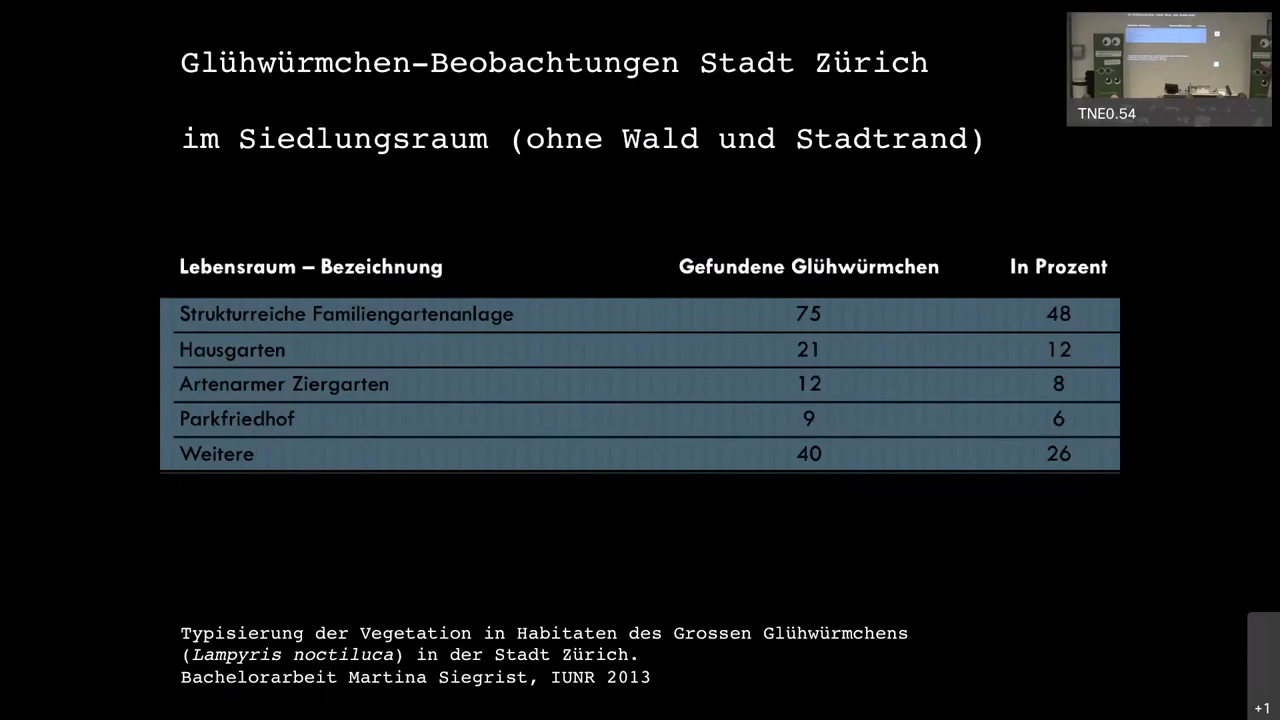 Glühwürmchen-Beobachtungen Stadt Zürich
im Siedlungsraum (ohne Wald und Stadtrand)
TNE0.54
Lebensraum – Bezeichnung Gefundene Glühwürmchen In Prozent
Strukturreiche Familiengartenanlage 75 48
Hausgarten 21 12
Artenarmer Ziergarten 12 8
Parkfriedhof 9 6
Weitere 40 26
Typisierung der Vegetation in Habitaten des Grossen Glühwürmchens
(Lampyris noctiluca) in der Stadt Zürich.
Bachelorarbeit Martina Siegrist, IUNR 2013
+1